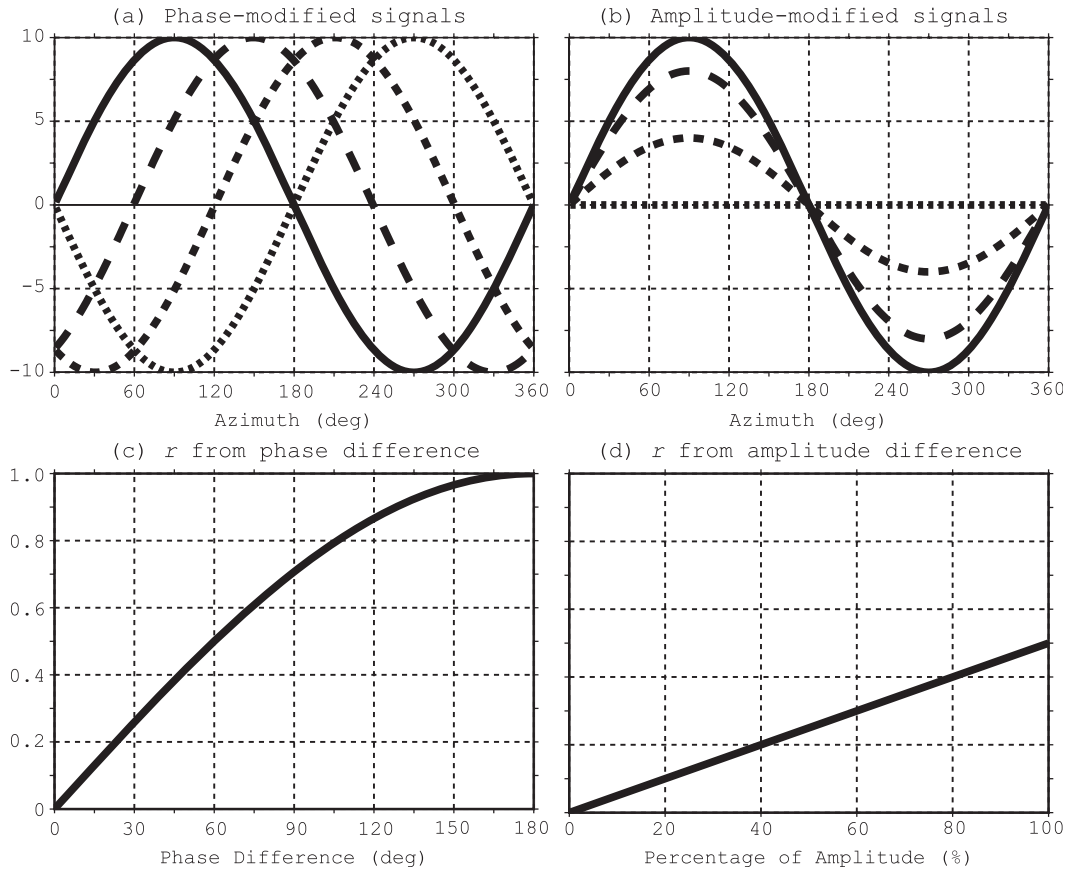 (a) Phase-modified signals
(b) Amplitude-modified signals
10
5
0
−5
−10
0 60 120 180 240 300 360
0 60 120 180 240 300 360
Azimuth (deg)
Azimuth (deg)
(c) r from phase difference
(d) r from amplitude difference
1.0
0.8
0.6
0.4
0.2
0
0 30 60 90 120 150 180
0 20 40 60 80 100
Phase Difference (deg)
Percentage of Amplitude (%)